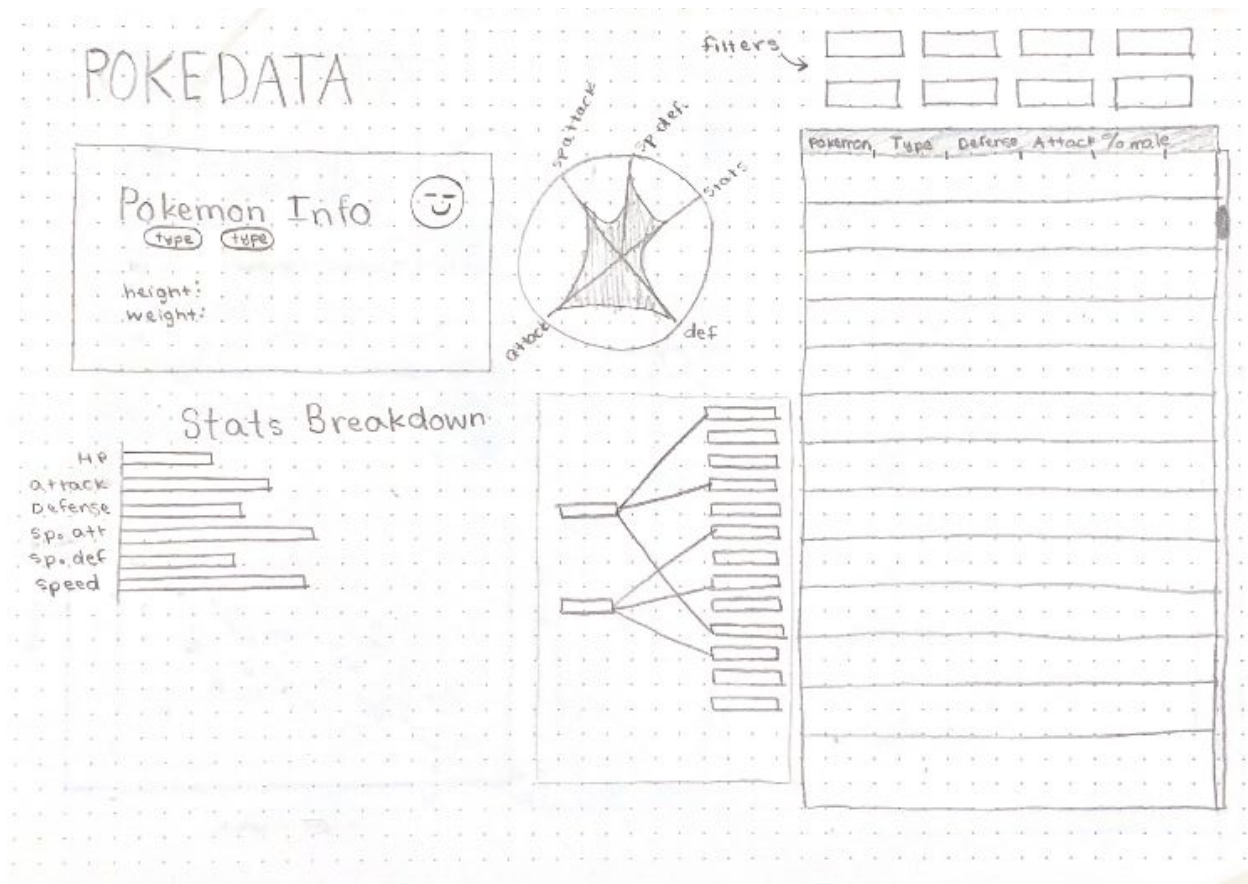 POKEDATA
filters
Pokemon Info
type type
height:
weight:
sp attack
sp def.
stats
attack
def
Pokemon Type Defense Attack % male
Stats Breakdown
HP
attack
Defense
sp. att
sp. def
speed